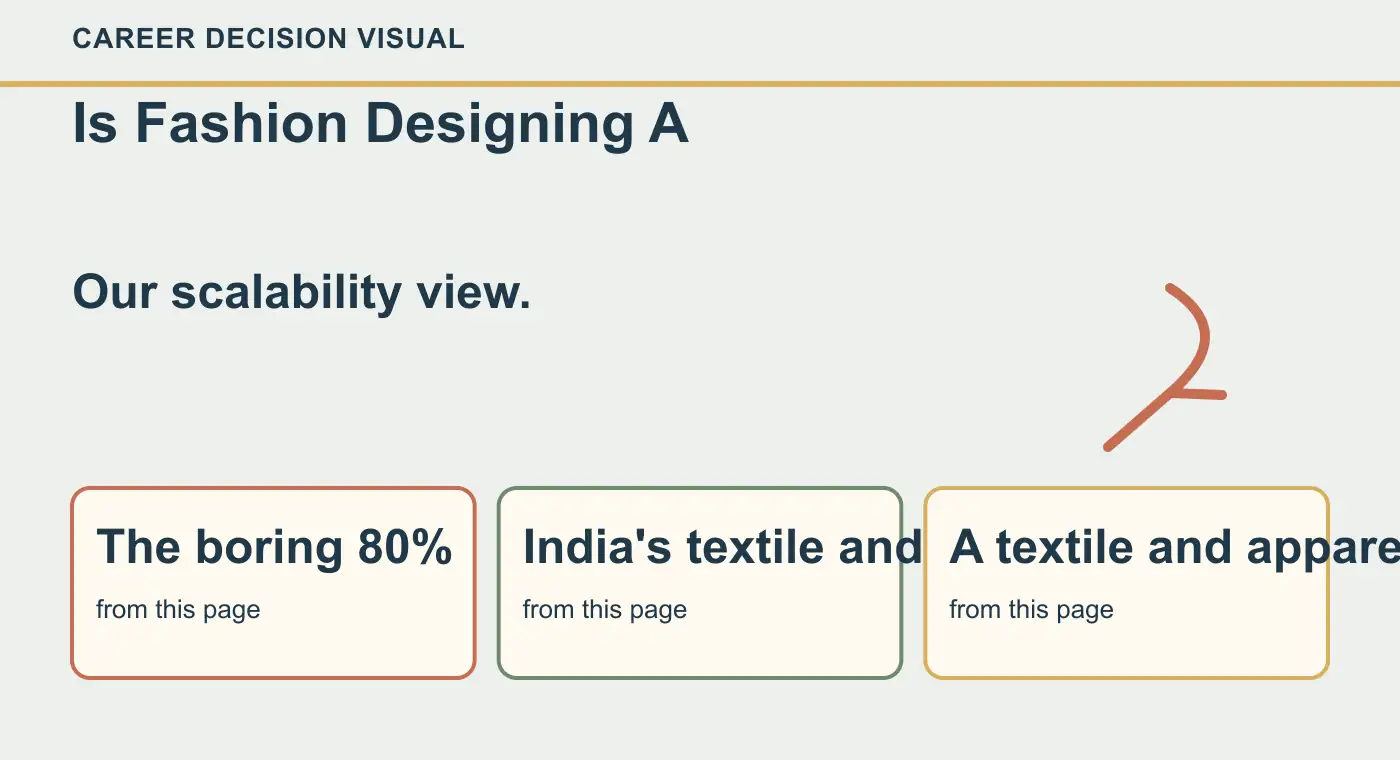 CAREER DECISION VISUAL
Is Fashion Designing A
Our scalability view.
The boring 80%
from this page
India's textile and
from this page
A textile and appare
from this page